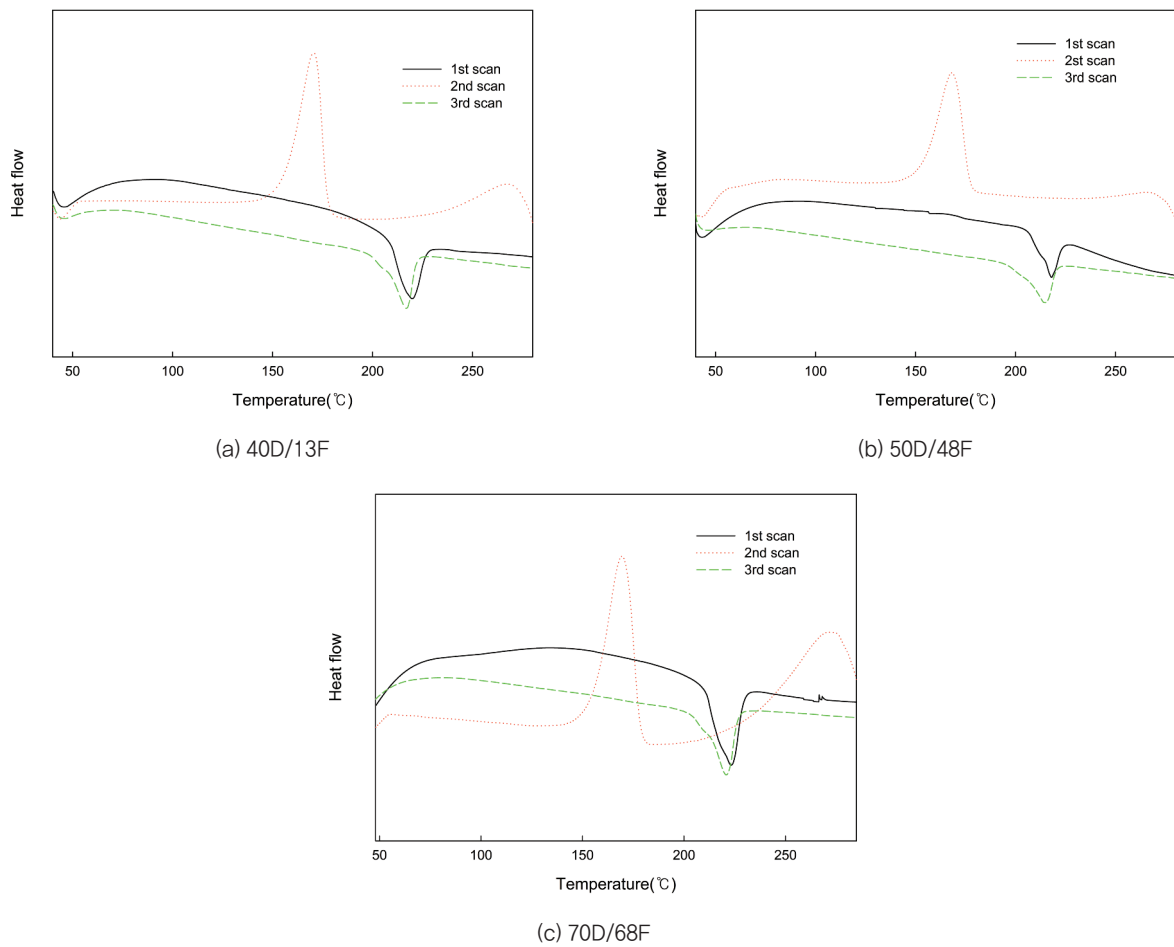 1st scan
2nd scan
3rd scan
Heat flow
50 100 150 200 250
Temperature(℃)
(a) 40D/13F
1st scan
2st scan
3rd scan
Heat flow
50 100 150 200 250
Temperature(℃)
(b) 50D/48F
1st scan
2nd scan
3rd scan
Heat flow
50 100 150 200 250
Temperature(℃)
(c) 70D/68F